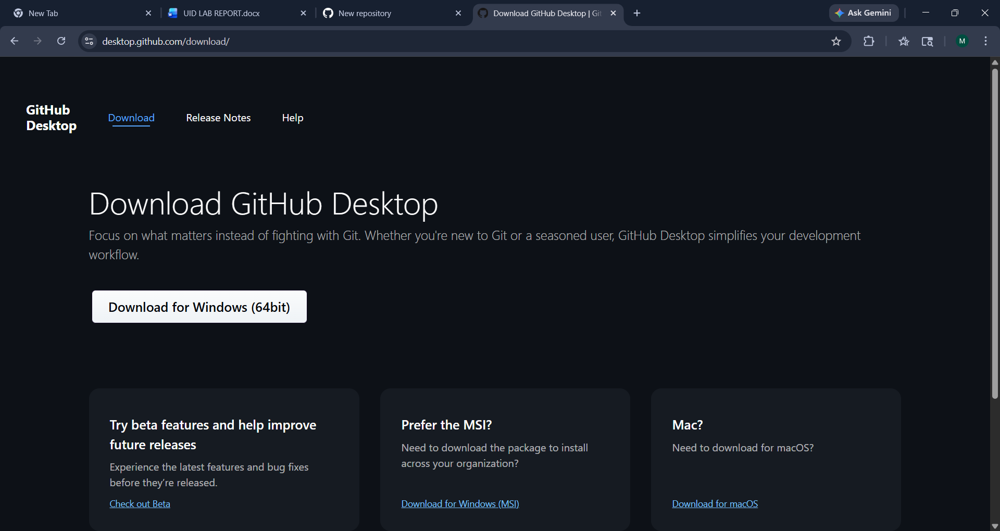 New Tab
UID LAB REPORT.docx
New repository
Download GitHub Desktop | Git
Ask Gemini
desktop.github.com/download/
M
GitHub
Desktop
Download
Release Notes
Help
Download GitHub Desktop
Focus on what matters instead of fighting with Git. Whether you're new to Git or a seasoned user, GitHub Desktop simplifies your development
workflow.
Download for Windows (64bit)
Try beta features and help improve
future releases
Experience the latest features and bug fixes
before they’re released.
Check out Beta
Prefer the MSI?
Need to download the package to install
across your organization?
Download for Windows (MSI)
Mac?
Need to download for macOS?
Download for macOS